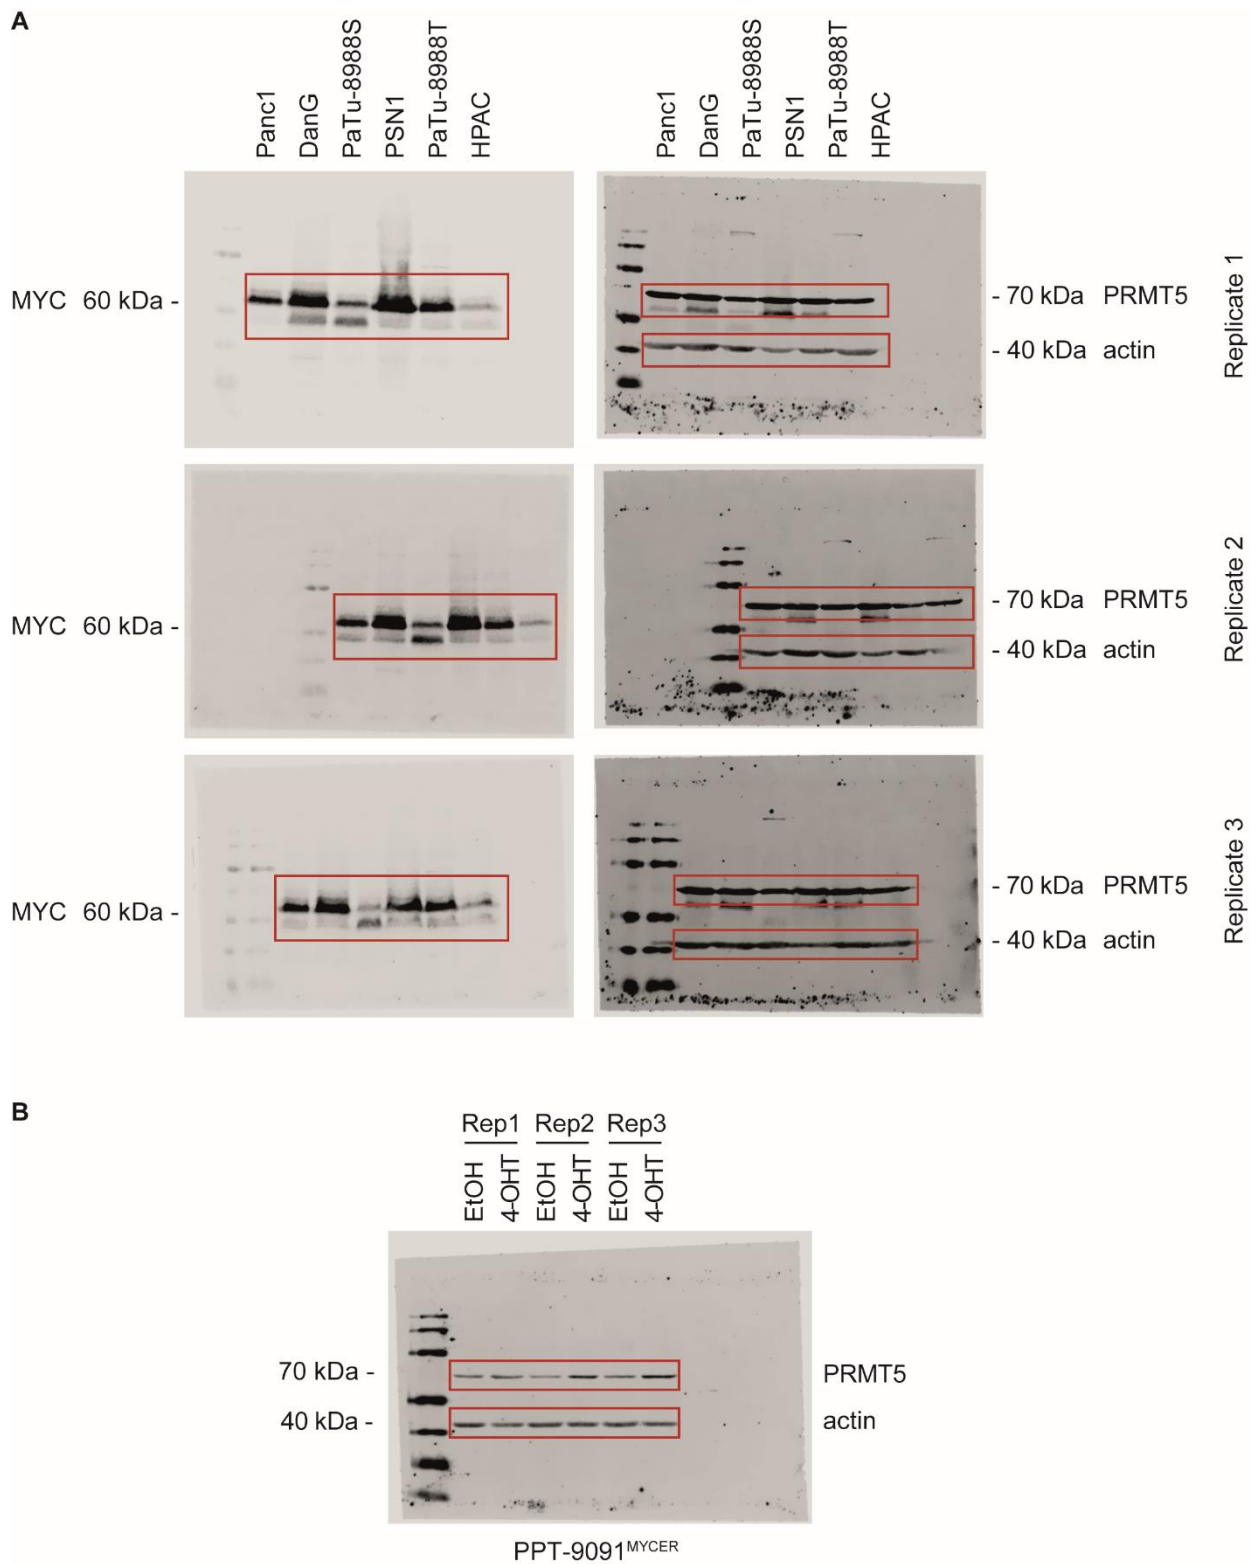 A
Panc1 DanG PaTu-8988S PSN1 PaTu-8988T HPAC
Panc1 DanG PaTu-8988S PSN1 PaTu-8988T HPAC
MYC 60 kDa -
- 70 kDa PRMT5
- 40 kDa actin
Replicate 1
MYC 60 kDa -
- 70 kDa PRMT5
- 40 kDa actin
Replicate 2
MYC 60 kDa -
- 70 kDa PRMT5
- 40 kDa actin
Replicate 3
B
Rep1 Rep2 Rep3
EtOH 4-OHT EtOH 4-OHT EtOH 4-OHT
70 kDa - PRMT5
40 kDa - actin
PPT-9091MYCER